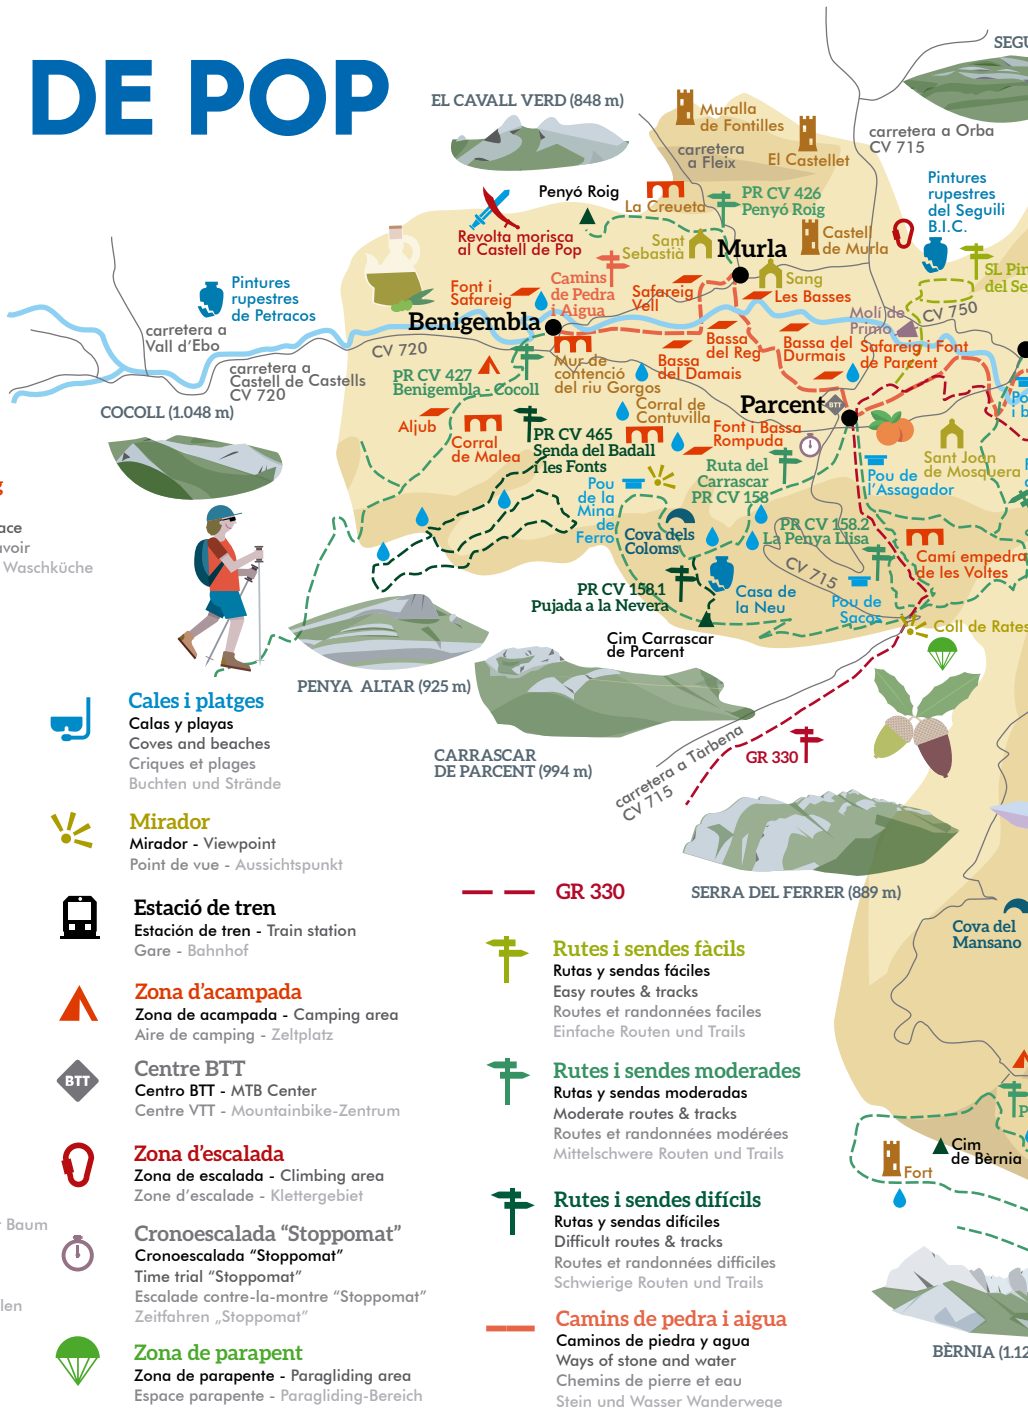 DE POP
EL CAVALL VERD (848 m)
Muralla
de Fontilles
carretera
a Fleix
El Castellet
carretera a Orba
CV 715
Pintures
rupestres
del Seguili
B.I.C.
Penyó Roig
La Creueta
PR CV 426
Penyó Roig
Revolta morisca
al Castell de Pop
Sant
Sebastià
Murla
Castell
de Murla
SL Pin
del Se
Pintures
rupestres
de Petracos
Font i
Safareig
Camins
de Pedra
i Aigua
Safareig
Vell
Sang
Les Basses
Molí de
Primo
CV 750
carretera a
Vall d'Ebo
Benigembla
CV 720
carretera a
Castell de Castells
CV 720
Mur de
contenció
del riu Gorgos
Bassa
del Reg
Bassa
del Damais
Bassa del
Durmais
Safareig i Font
de Parcent
PR CV 427
Benigembla - Cocoll
COCOLL (1.048 m)
Aljub
Corral
de Malea
Corral de
Contuvilla
Parcent
BTT
Font i Bassa
Rompuda
PR CV 465
Senda del Badall
i les Fonts
Pou
de la
Mina
de
Ferro
Ruta del
Carrascar
PR CV 158
Sant Joan
de Mosquera
Pou de
l'Assagador
Cova dels
Coloms
PR CV 158.2
La Penya Llisa
CV 715
Camí empedra
de les Voltes
PR CV 158.1
Pujada a la Nevera
Casa de
la Neu
Pou de
Sacos
Coll de Rates
Cim Carrascar
de Parcent
ace
avoir
Waschküche
PENYA ALTAR (925 m)
CARRASCAR
DE PARCENT (994 m)
carretera a Tàrbena
CV 715
GR 330
SERRA DEL FERRER (889 m)
Cova del
Mansano
Cim
de Bèrnia
Fort
BÈRNIA (1.12
Cales i platges
Calas y playas
Coves and beaches
Criques et plages
Buchten und Strände
Mirador
Mirador - Viewpoint
Point de vue - Aussichtspunkt
Estació de tren
Estación de tren - Train station
Gare - Bahnhof
Zona d'acampada
Zona de acampada - Camping area
Aire de camping - Zeltplatz
BTT
Centre BTT
Centro BTT - MTB Center
Centre VTT - Mountainbike-Zentrum
Zona d'escalada
Zona de escalada - Climbing area
Zone d'escalade - Klettergebiet
Baum
Cronoescalada "Stoppomat"
Cronoescalada "Stoppomat"
Time trial "Stoppomat"
Escalade contre-la-montre "Stoppomat"
Zeitfahren „Stoppomat"
len
Zona de parapent
Zona de parapente - Paragliding area
Espace parapente - Paragliding-Bereich
GR 330
Rutes i sendes fàcils
Rutas y sendas fáciles
Easy routes & tracks
Routes et randonnées faciles
Einfache Routen und Trails
Rutes i sendes moderades
Rutas y sendas moderadas
Moderate routes & tracks
Routes et randonnées modérées
Mittelschwere Routen und Trails
Rutes i sendes difícils
Rutas y sendas difíciles
Difficult routes & tracks
Routes et randonnées difficiles
Schwierige Routen und Trails
Camins de pedra i aigua
Caminos de piedra y agua
Ways of stone and water
Chemins de pierre et eau
Stein und Wasser Wanderwege